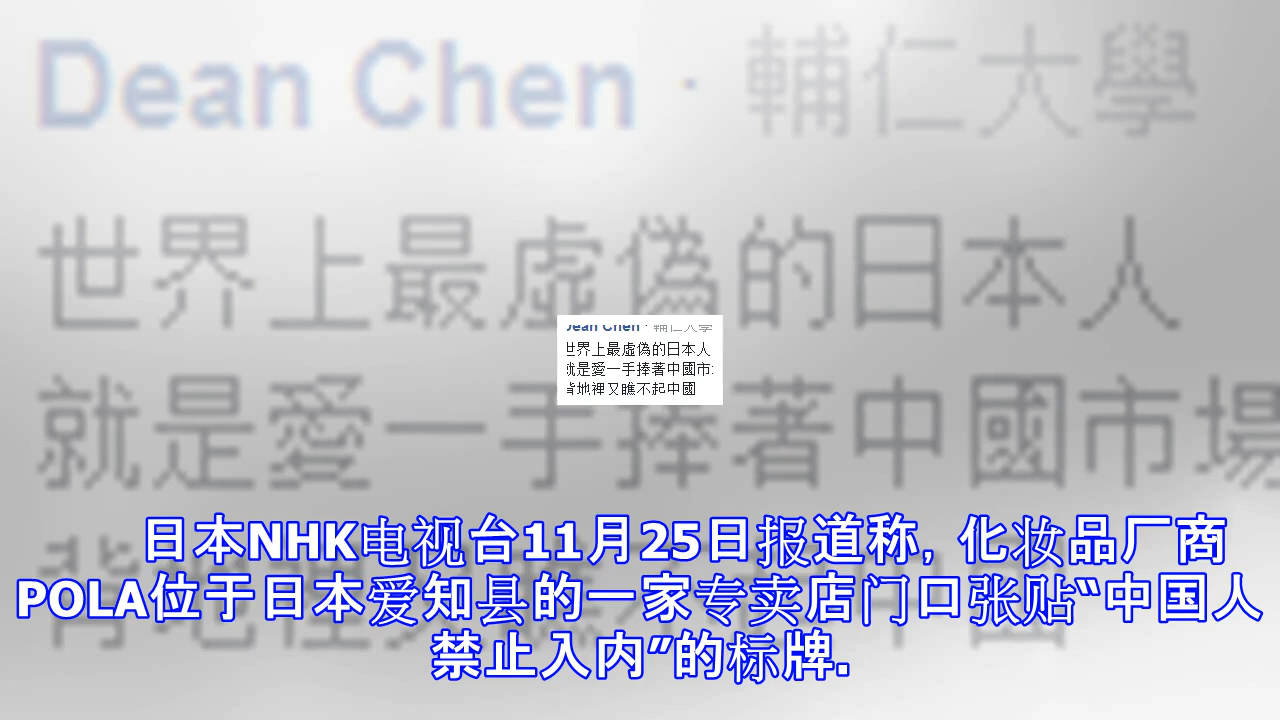 Dean Chen · 輔仁大學
世界上最虛偽的日本人
就是愛一手捧著中國市場
Jean Chen · 輔仁大學
世界上最虛偽的日本人
就是愛一手捧著中國市
背地裡又瞧不起中國
日本NHK电视台11月25日报道称, 化妆品厂商
POLA位于日本爱知县的一家专卖店门口张贴“中国人
禁止入内”的标牌.